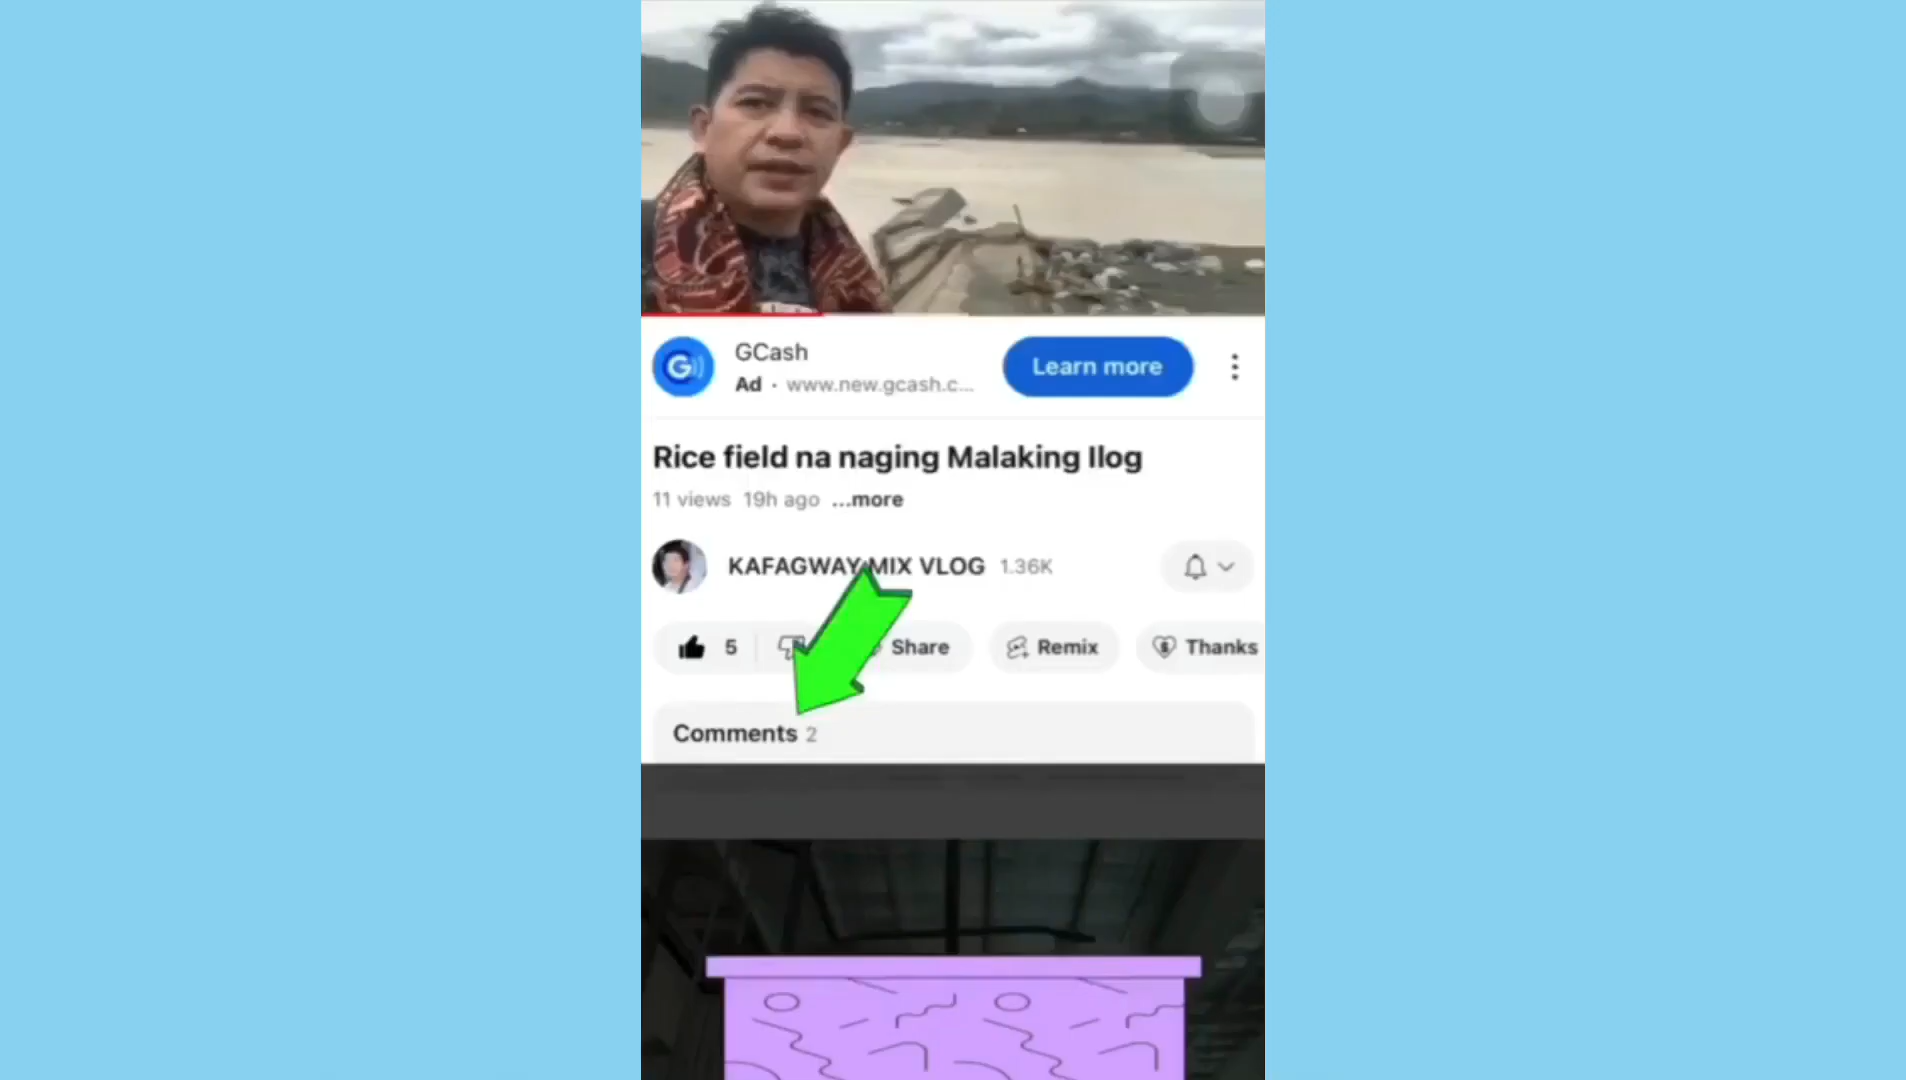 GCash
Ad · www.new.gcash.c...
Learn more
Rice field na naging Malaking Ilog
11 views 19h ago ...more
KAFAGWAY MIX VLOG 1.36K
5
Share
Remix
Thanks
Comments 2